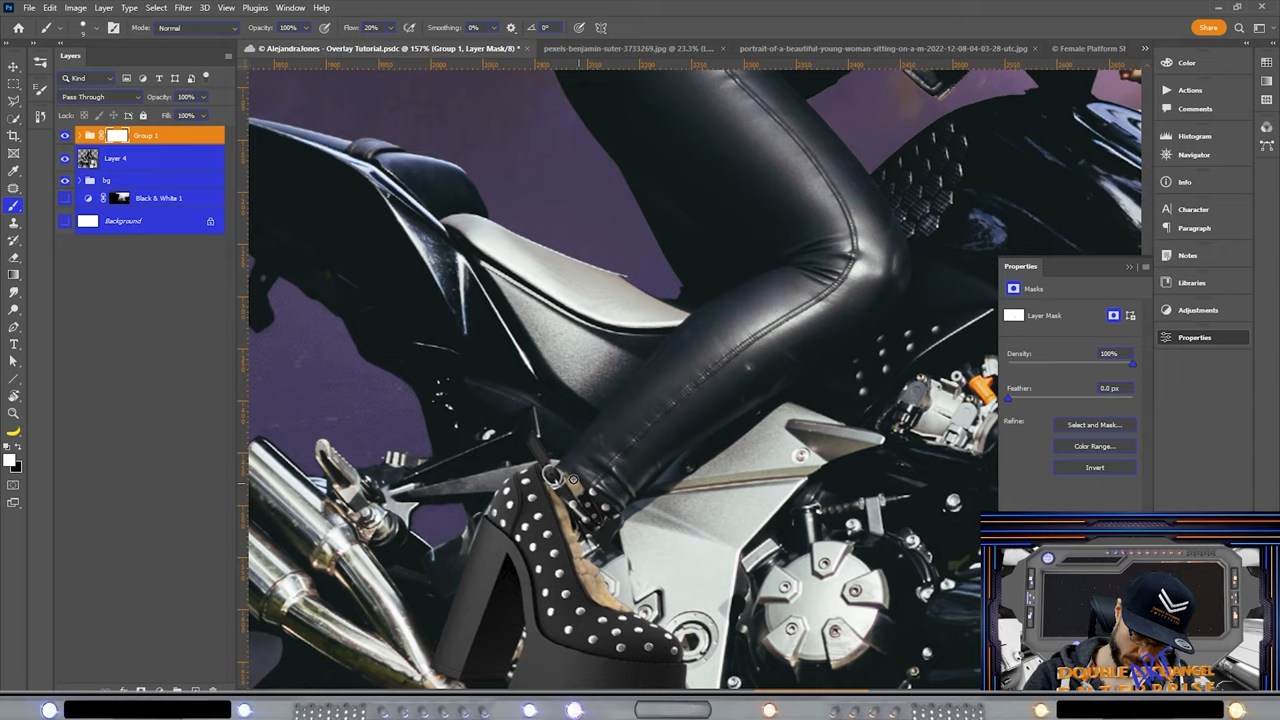 Ps File Edit Image Layer Type Select Filter 3D View Plugins Window Help
Mode: Normal Opacity: 100% Flow: 20% Smoothing: 0% 0° Share
© AlejandraJones - Overlay Tutorial.psdc @ 157% (Group 1, Layer Mask/8) * pexels-benjamin-suter-3733269.jpg @ 23.3% portrait-of-a-beautiful-young-woman-sitting-on-a-m-2022-12-08-04-03-28-utc.jpg © Female Platform Sh
Layers
Kind
Pass Through Opacity: 100%
Lock: Fill: 100%
Group 1
Layer 4
bg
Black & White 1
Background
Color
Actions
Comments
Histogram
Navigator
Info
Character
Paragraph
Notes
Libraries
Adjustments
Properties
Properties
Masks
Layer Mask
Density: 100%
Feather: 0.0 px
Refine: Select and Mask...
Color Range...
Invert